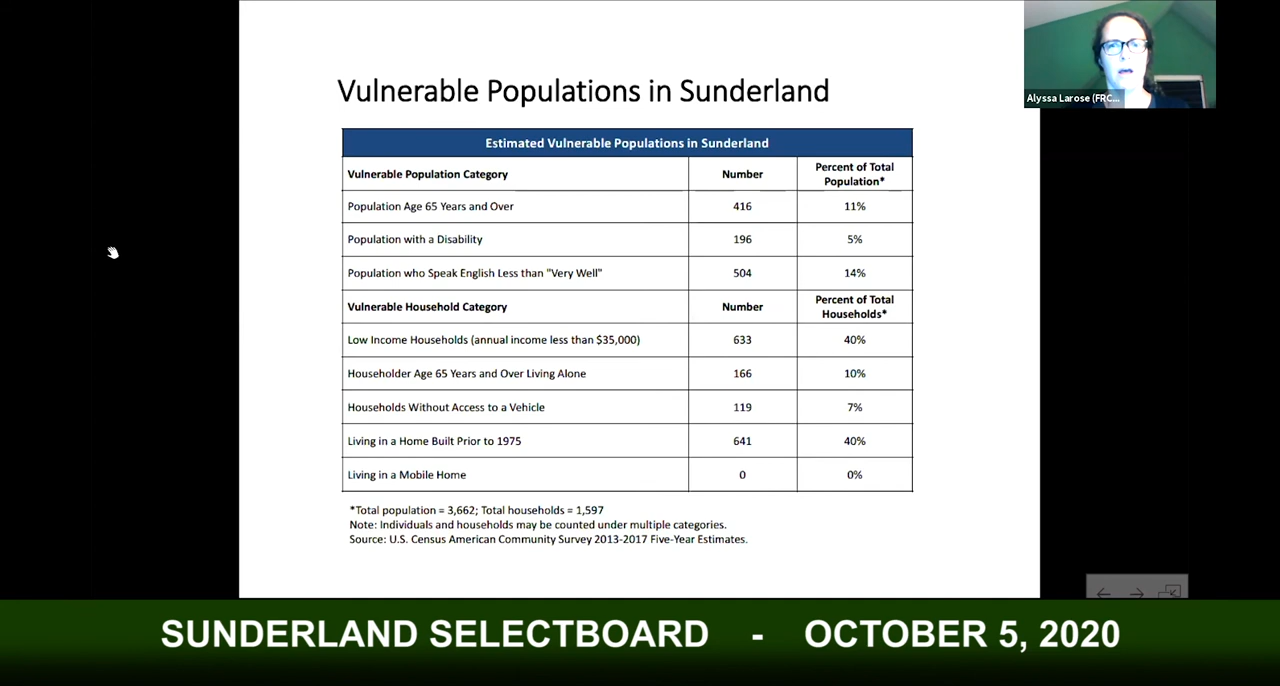 Alyssa Larose (FRC...
Vulnerable Populations in Sunderland
Estimated Vulnerable Populations in Sunderland
Vulnerable Population Category Number Percent of Total Population*
Population Age 65 Years and Over 416 11%
Population with a Disability 196 5%
Population who Speak English Less than "Very Well" 504 14%
Vulnerable Household Category Number Percent of Total Households*
Low Income Households (annual income less than $35,000) 633 40%
Householder Age 65 Years and Over Living Alone 166 10%
Households Without Access to a Vehicle 119 7%
Living in a Home Built Prior to 1975 641 40%
Living in a Mobile Home 0 0%
*Total population = 3,662; Total households = 1,597
Note: Individuals and households may be counted under multiple categories.
Source: U.S. Census American Community Survey 2013-2017 Five-Year Estimates.
SUNDERLAND SELECTBOARD - OCTOBER 5, 2020